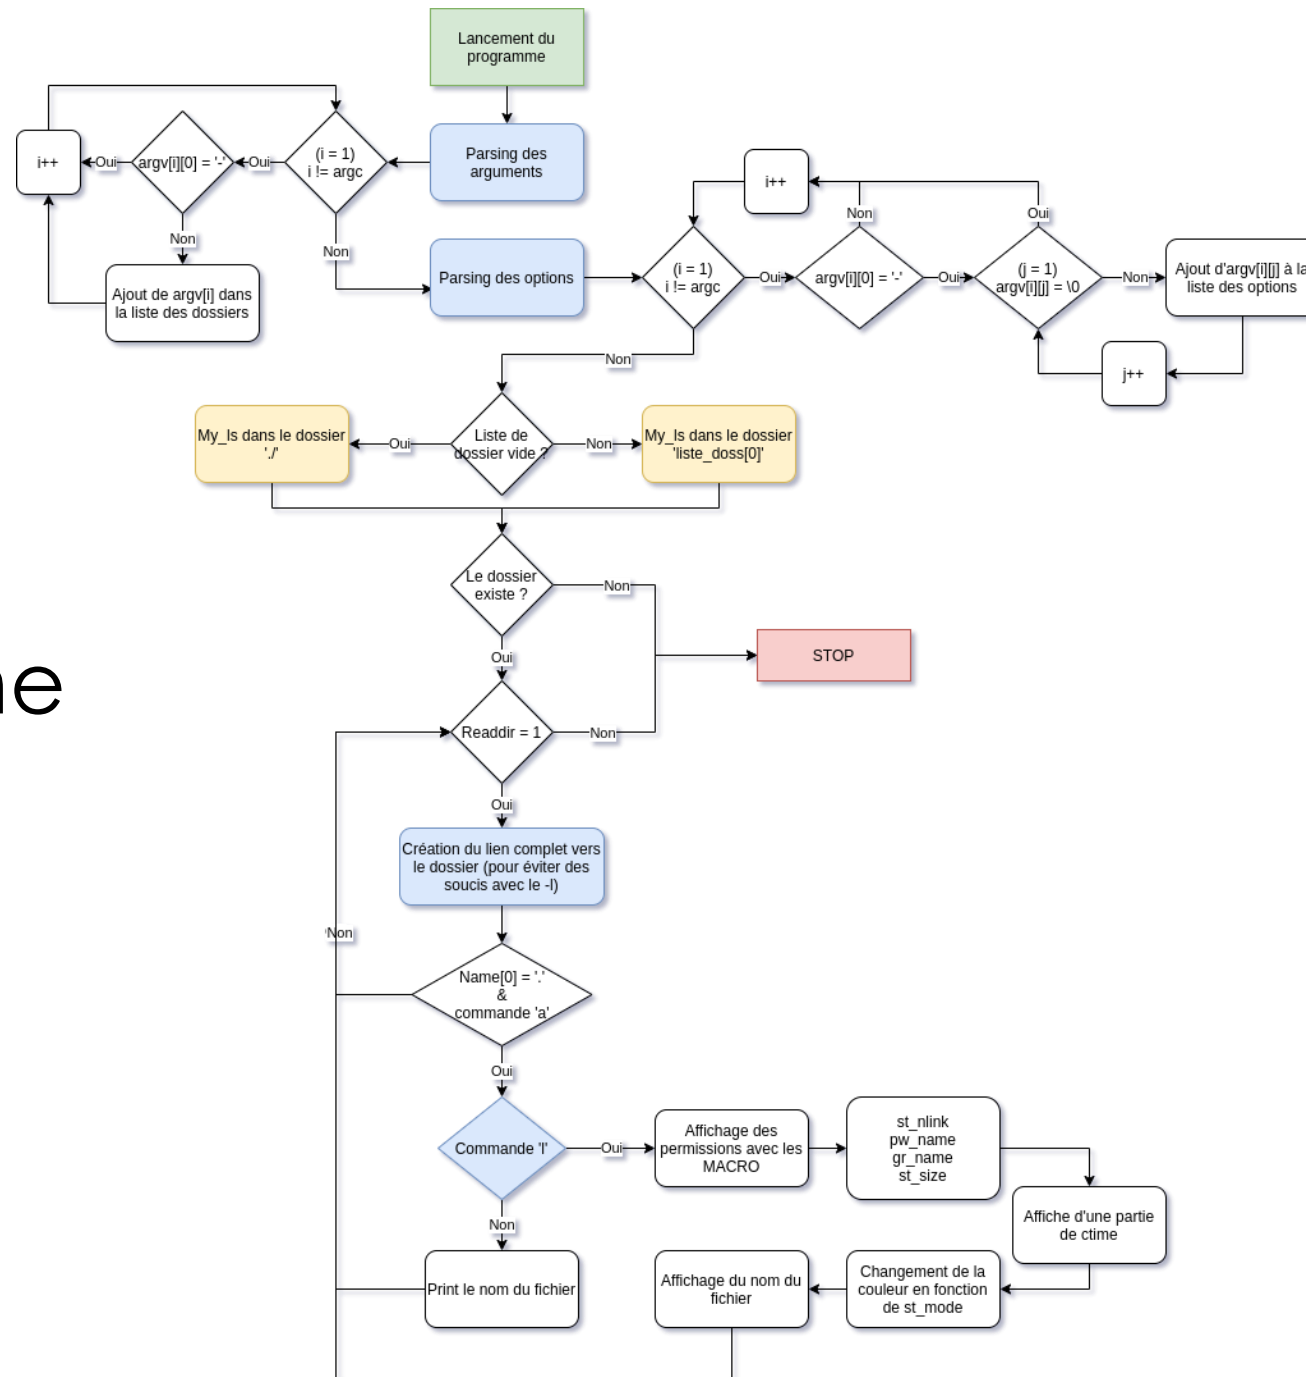 Lancement du
programme
Parsing des
arguments
(i = 1)
i != argc
Oui
argv[i][0] = '-'
Oui
i++
Non
Ajout de argv[i] dans
la liste des dossiers
Non
Parsing des options
(i = 1)
i != argc
i++
Oui
argv[i][0] = '-'
Non
Oui
(j = 1)
argv[i][j] = \0
Oui
Non
Ajout d'argv[i][j] à la
liste des options
j++
Non
Liste de
dossier vide ?
Oui
My_ls dans le dossier
'./'
Non
My_ls dans le dossier
'liste_doss[0]'
Le dossier
existe ?
Non
STOP
Oui
ne
Readdir = 1
Non
Oui
Création du lien complet vers
le dossier (pour éviter des
soucis avec le -l)
Non
Name[0] = '.'
&
commande 'a'
Oui
Commande 'l'
Oui
Affichage des
permissions avec les
MACRO
st_nlink
pw_name
gr_name
st_size
Affiche d'une partie
de ctime
Non
Print le nom du fichier
Affichage du nom du
fichier
Changement de la
couleur en fonction
de st_mode